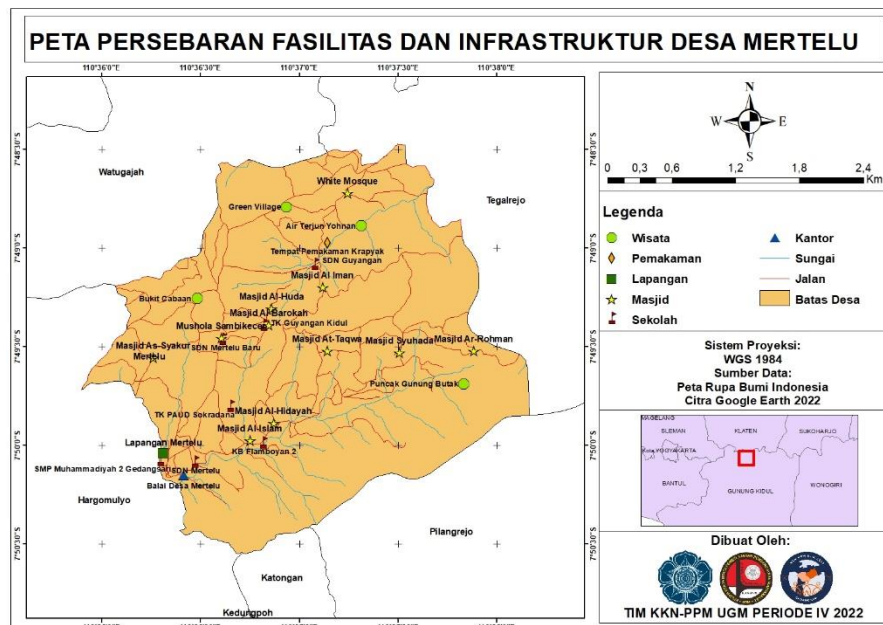 PETA PERSEBARAN FASILITAS DAN INFRASTRUKTUR DESA MERTELU
110°36'0"E 110°36'30"E 110°37'0"E 110°37'30"E 110°38'0"E
7°48'30"S
7°49'0"S
7°49'30"S
7°50'0"S
7°50'30"S
Watugajah
Tegalrejo
White Mosque
Green Village
Air Terjun Yohnan
Tempat Pemakaman Krapyak
SDN Guyangan
Masjid Al Iman
Bukit Cabaan
Masjid Al-Huda
Masjid Al-Barokah
TK Guyangan Kidul
Mushola Sambikecer
SDN Mertelu Baru
Masjid As-Syakur
Mertelu
Masjid At-Taqwa
Masjid Syuhada
Masjid Ar-Rohman
Puncak Gunung Butak
TK PAUD Sokradana
Masjid Al-Hidayah
Masjid Al-Islam
KB Flamboyan 2
Lapangan Mertelu
SMP Muhammadiyah 2 Gedangsari
SDN Mertelu
Balai Desa Mertelu
Hargomulyo
Pilangrejo
Katongan
Kedungpoh
N
W E
S
0 0,3 0,6 1,2 1,8 2,4
Km
Legenda
Wisata
Pemakaman
Lapangan
Masjid
Sekolah
Kantor
Sungai
Jalan
Batas Desa
Sistem Proyeksi:
WGS 1984
Sumber Data:
Peta Rupa Bumi Indonesia
Citra Google Earth 2022
MAGELANG
SLEMAN
KLATEN
SUKOHARJO
Kota YOGYAKARTA
BANTUL
GUNUNG KIDUL
WONOGIRI
Dibuat Oleh:
TIM KKN-PPM UGM PERIODE IV 2022